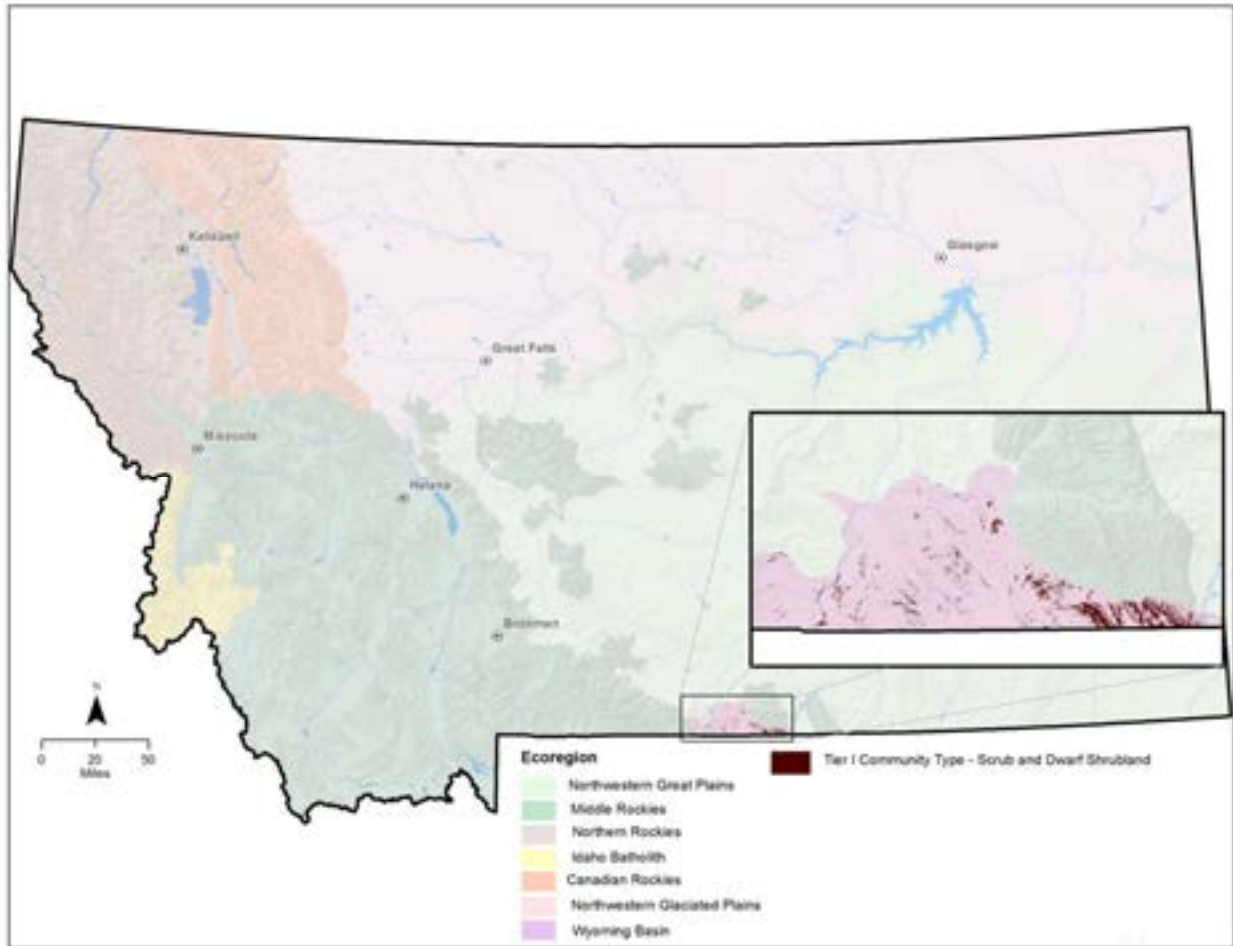 Kalispell
Glasgow
Great Falls
Missoula
Helena
Bozeman
N
0 25 50
Miles
Ecoregion
Northwestern Great Plains
Middle Rockies
Northern Rockies
Idaho Batholith
Canadian Rockies
Northwestern Glaciated Plains
Wyoming Basin
Tier I Community Type - Scrub and Dwarf Shrubland